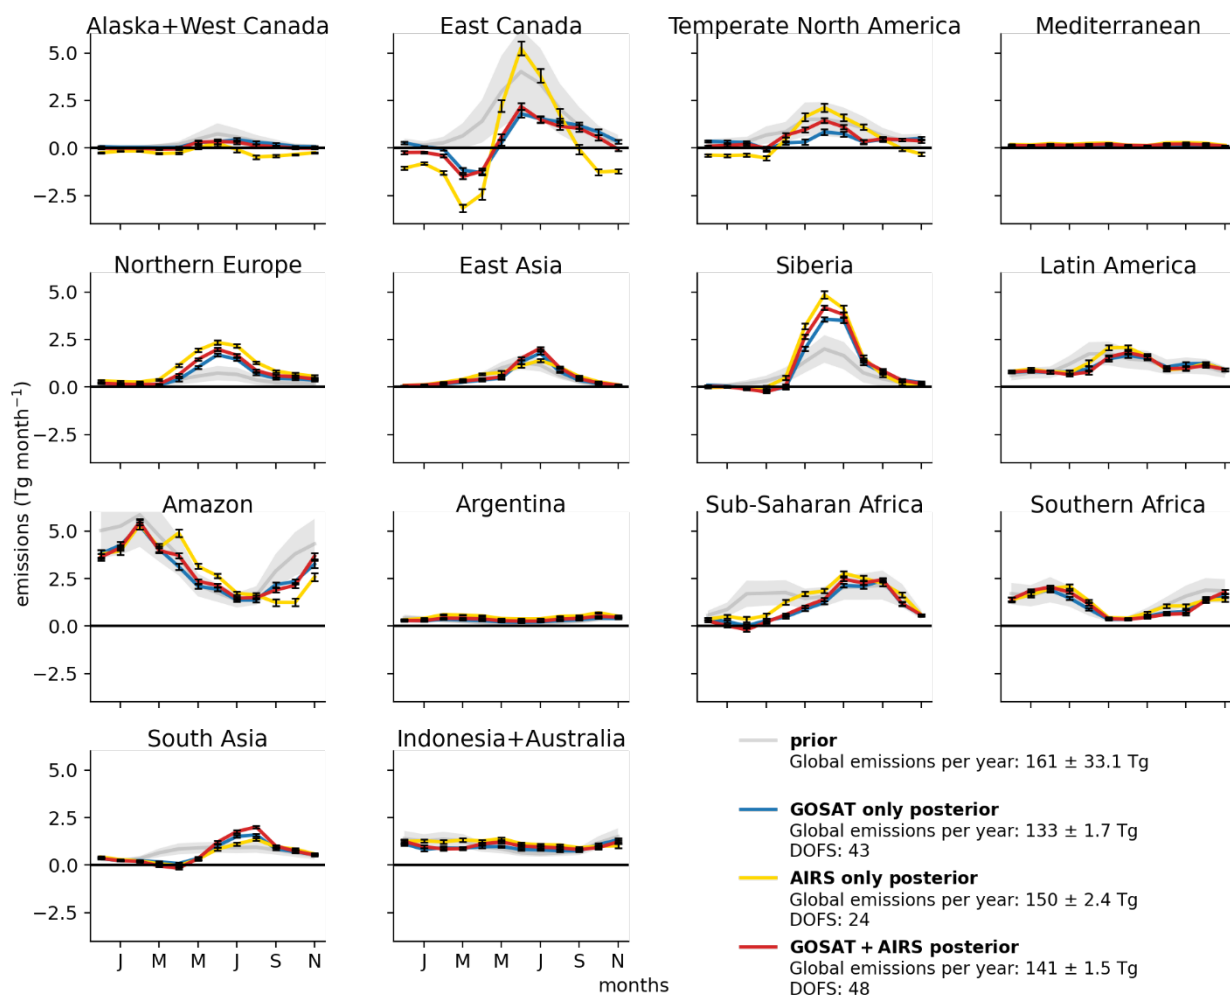 Alaska+West Canada
East Canada
Temperate North America
Mediterranean
5.0
2.5
0.0
−2.5
Northern Europe
East Asia
Siberia
Latin America
5.0
2.5
0.0
−2.5
Amazon
Argentina
Sub-Saharan Africa
Southern Africa
5.0
2.5
0.0
−2.5
South Asia
Indonesia+Australia
5.0
2.5
0.0
−2.5
J M M J S N
J M M J S N
months
emissions (Tg month⁻¹)
prior
Global emissions per year: 161 ± 33.1 Tg
GOSAT only posterior
Global emissions per year: 133 ± 1.7 Tg
DOFS: 43
AIRS only posterior
Global emissions per year: 150 ± 2.4 Tg
DOFS: 24
GOSAT + AIRS posterior
Global emissions per year: 141 ± 1.5 Tg
DOFS: 48